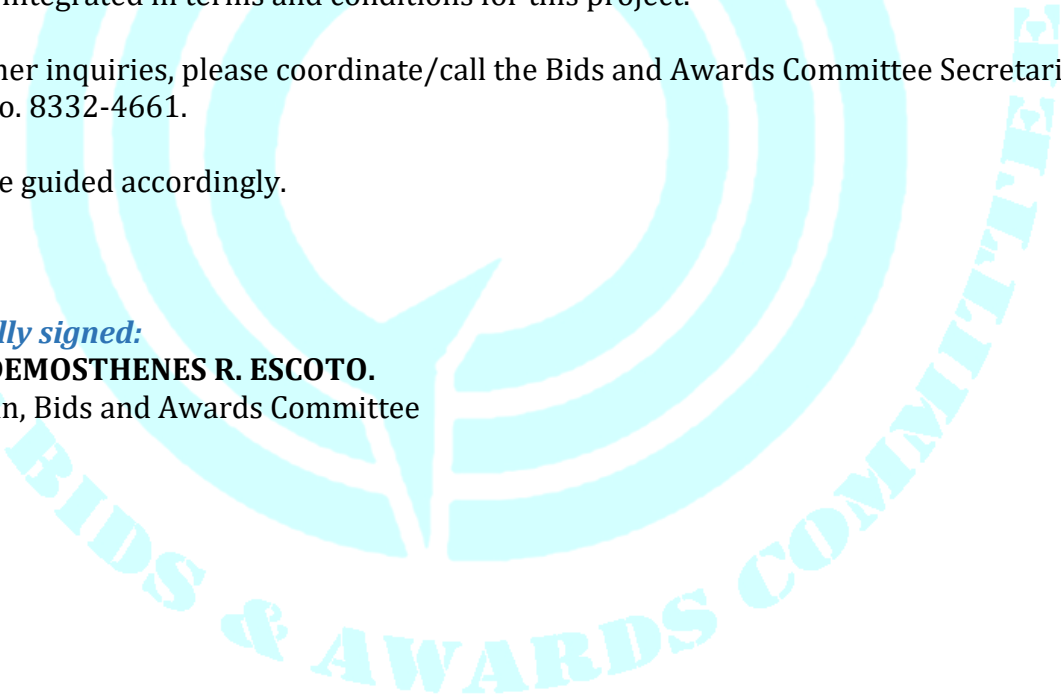 integrated in terms and conditions for this project.
her inquiries, please coordinate/call the Bids and Awards Committee Secretari
o. 8332-4661.
e guided accordingly.
lly signed:
DEMOSTHENES R. ESCOTO.
n, Bids and Awards Committee
BIDS & AWARDS COMMITTEE